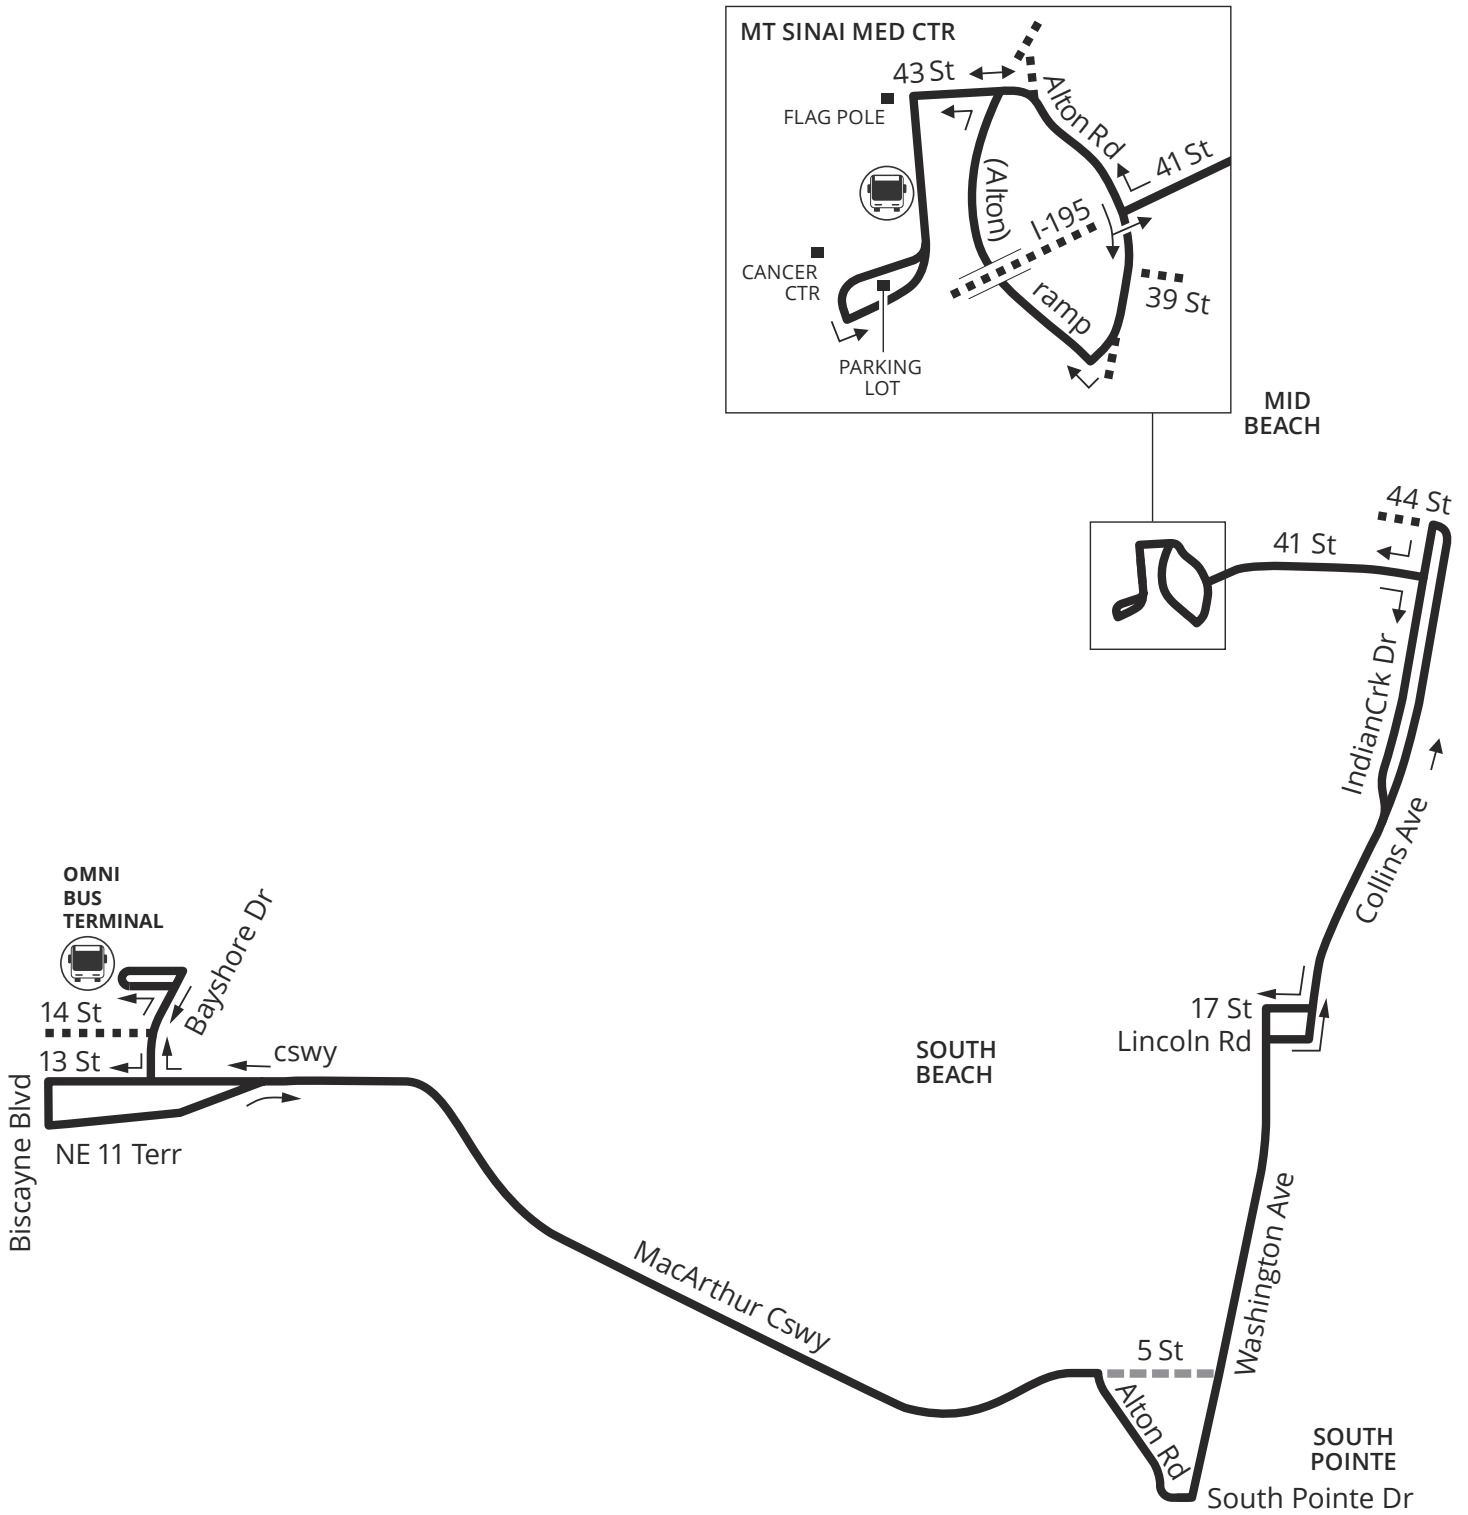 MT SINAI MED CTR
43 St
FLAG POLE
Alton Rd
41 St
(Alton)
I-195
CANCER
CTR
ramp
39 St
PARKING
LOT
MID
BEACH
44 St
41 St
IndianCrk Dr
Collins Ave
OMNI
BUS
TERMINAL
Bayshore Dr
14 St
13 St
cswy
Biscayne Blvd
NE 11 Terr
17 St
Lincoln Rd
SOUTH
BEACH
Washington Ave
MacArthur Cswy
5 St
Alton Rd
SOUTH
POINTE
South Pointe Dr